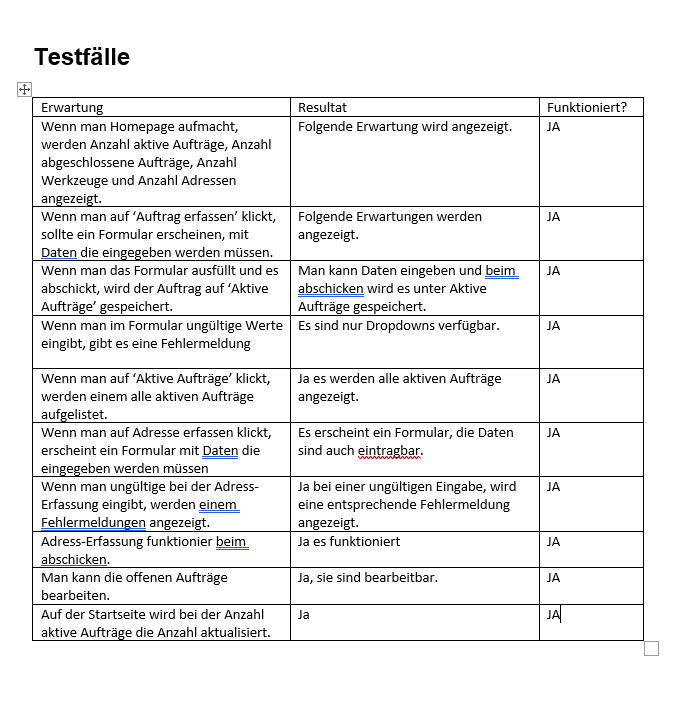 Testfälle
Erwartung
Resultat
Funktioniert?
Wenn man Homepage aufmacht,
werden Anzahl aktive Aufträge, Anzahl
abgeschlossene Aufträge, Anzahl
Werkzeuge und Anzahl Adressen
angezeigt.
Folgende Erwartung wird angezeigt.
JA
Wenn man auf ‘Auftrag erfassen’ klickt,
sollte ein Formular erscheinen, mit
Daten die eingegeben werden müssen.
Folgende Erwartungen werden
angezeigt.
JA
Wenn man das Formular ausfüllt und es
abschickt, wird der Auftrag auf ‘Aktive
Aufträge’ gespeichert.
Man kann Daten eingeben und beim
abschicken wird es unter Aktive
Aufträge gespeichert.
JA
Wenn man im Formular ungültige Werte
eingibt, gibt es eine Fehlermeldung
Es sind nur Dropdowns verfügbar.
JA
Wenn man auf ‘Aktive Aufträge’ klickt,
werden einem alle aktiven Aufträge
aufgelistet.
Ja es werden alle aktiven Aufträge
angezeigt.
JA
Wenn man auf Adresse erfassen klickt,
erscheint ein Formular mit Daten die
eingegeben werden müssen
Es erscheint ein Formular, die Daten
sind auch eintragbar.
JA
Wenn man ungültige bei der Adress-
Erfassung eingibt, werden einem
Fehlermeldungen angezeigt.
Ja bei einer ungültigen Eingabe, wird
eine entsprechende Fehlermeldung
angezeigt.
JA
Adress-Erfassung funktionier beim
abschicken.
Ja es funktioniert
JA
Man kann die offenen Aufträge
bearbeiten.
Ja, sie sind bearbeitbar.
JA
Auf der Startseite wird bei der Anzahl
aktive Aufträge die Anzahl aktualisiert.
Ja
JA